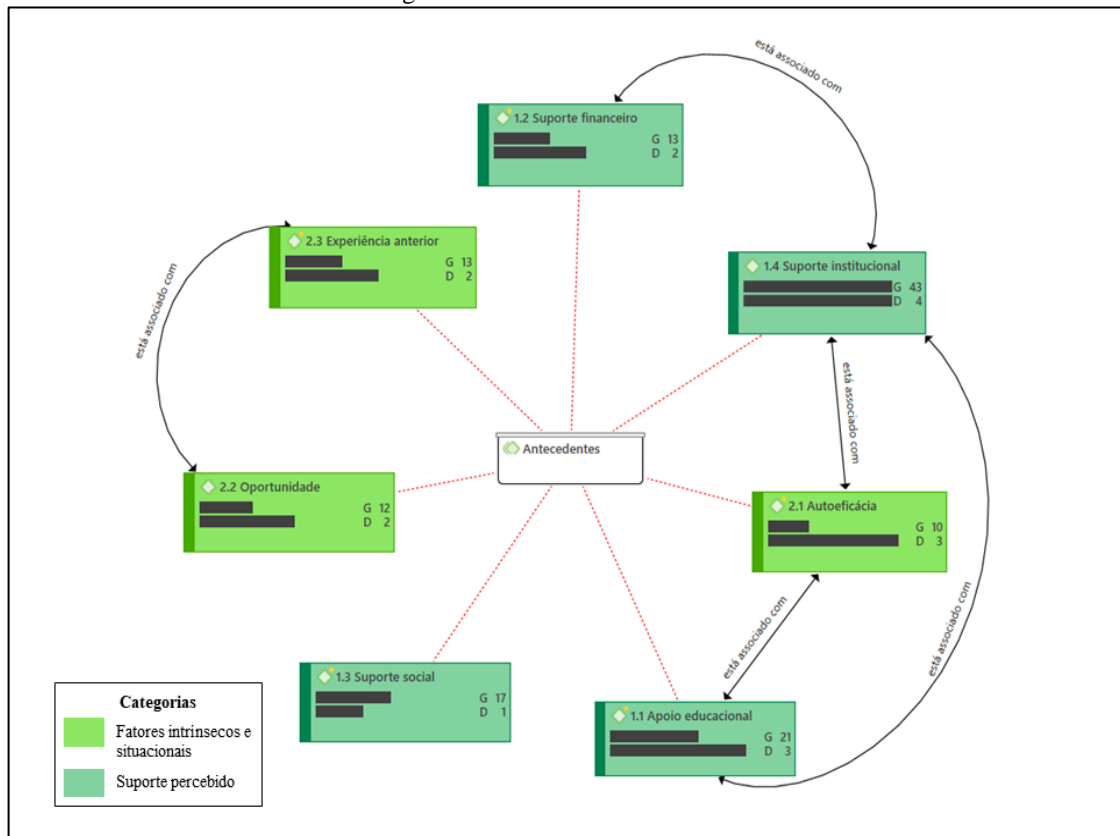 está associado com
1.2 Suporte financeiro
G 13
D 2
2.3 Experiência anterior
G 13
D 2
está associado com
1.4 Suporte institucional
G 43
D 4
está associado com
Antecedentes
2.2 Oportunidade
G 12
D 2
2.1 Autoeficácia
G 10
D 3
está associado com
está associado com
1.3 Suporte social
G 17
D 1
1.1 Apoio educacional
G 21
D 3
Categorias
Fatores intrínsecos e
situacionais
Suporte percebido